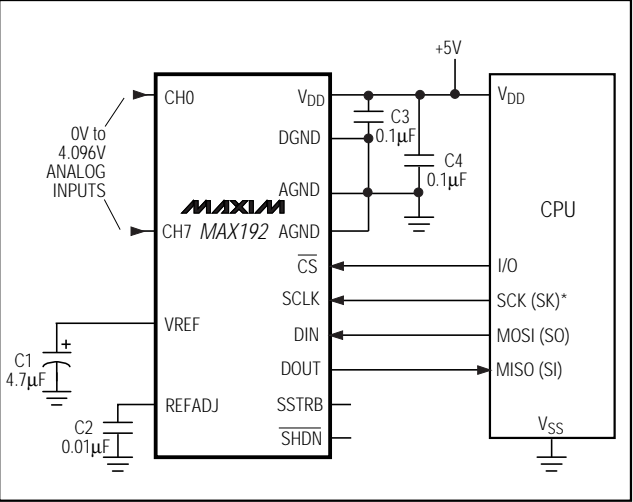 +5V
CH0
0V to
4.096V
ANALOG
INPUTS
CH7
VREF
C1
+
4.7μF
REFADJ
C2
0.01μF
MAXIM
MAX192
VDD
DGND
AGND
AGND
CS
SCLK
DIN
DOUT
SSTRB
SHDN
C3
0.1μF
C4
0.1μF
VDD
CPU
I/O
SCK (SK)*
MOSI (SO)
MISO (SI)
VSS